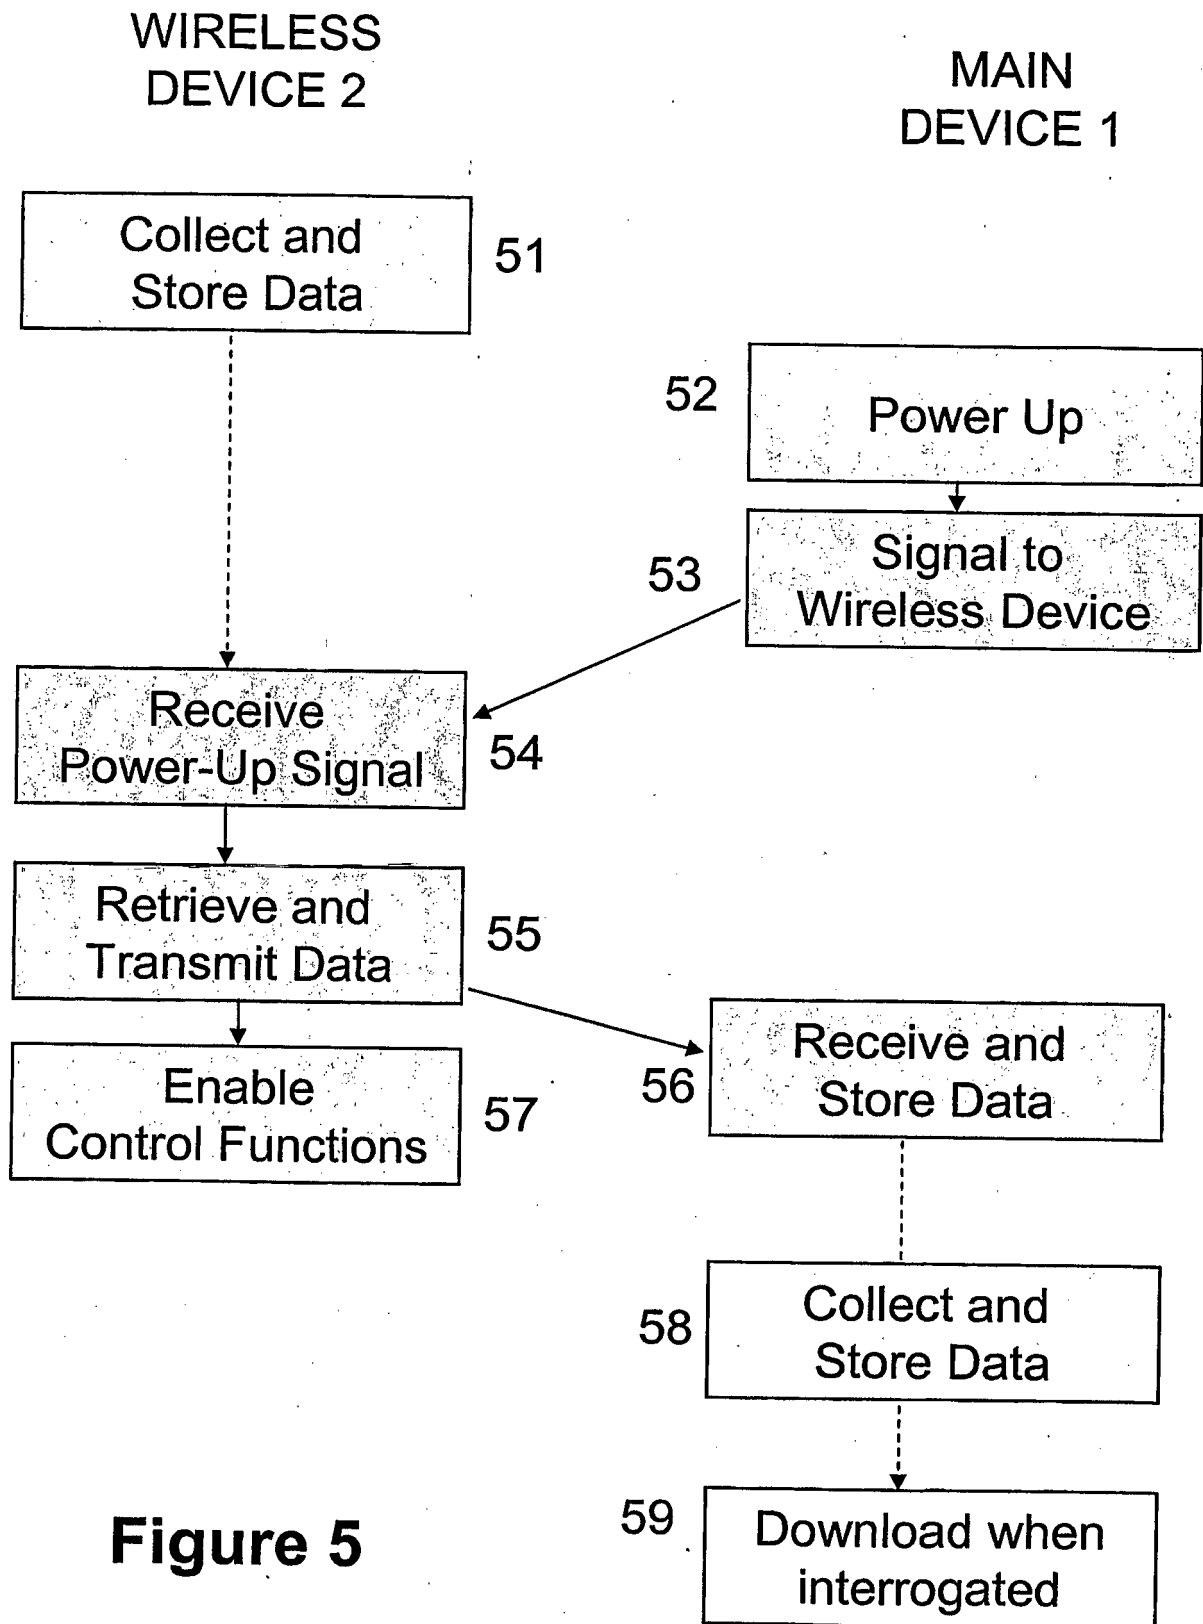 WIRELESS
DEVICE 2
MAIN
DEVICE 1
Collect and
Store Data
51
52
Power Up
53
Signal to
Wireless Device
Receive
Power-Up Signal
54
Retrieve and
Transmit Data
55
56
Receive and
Store Data
Enable
Control Functions
57
58
Collect and
Store Data
59
Download when
interrogated
Figure 5